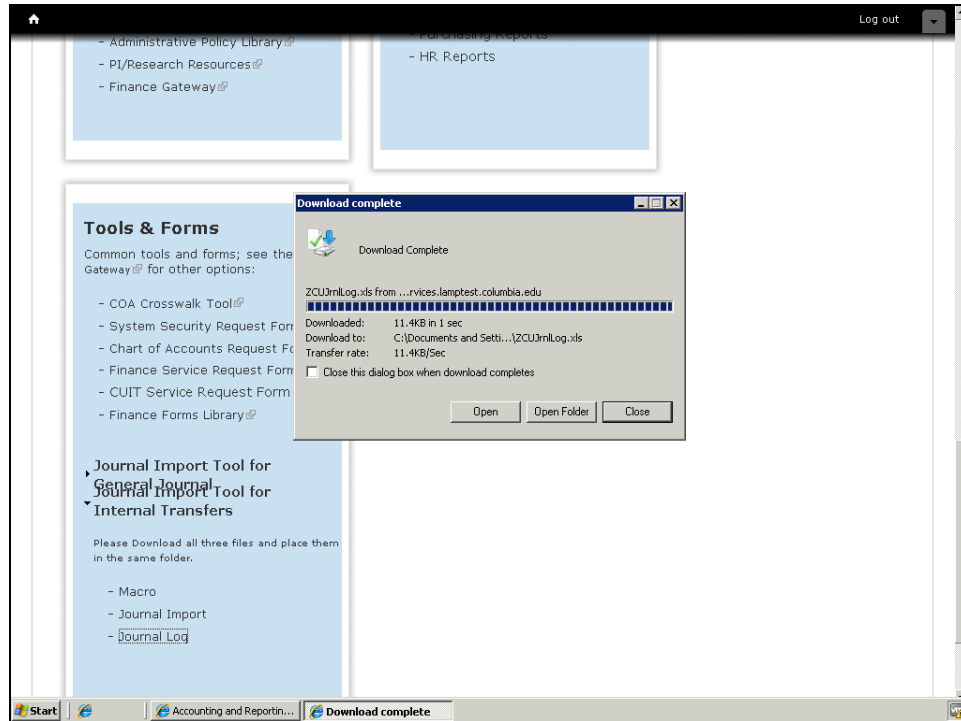 Log out
- Administrative Policy Library
- PI/Research Resources
- Finance Gateway
- Purchasing Reports
- HR Reports
Tools & Forms
Common tools and forms; see the
Gateway for other options:
- COA Crosswalk Tool
- System Security Request For
- Chart of Accounts Request Fo
- Finance Service Request Form
- CUIT Service Request Form
- Finance Forms Library
Journal Import Tool for
General Journal
Journal Import Tool for
Internal Transfers
Please Download all three files and place them
in the same folder.
- Macro
- Journal Import
- Journal Log
Download complete
Download Complete
ZCUJrnlLog.xls from ...rvices.lamptest.columbia.edu
Downloaded: 11.4KB in 1 sec
Download to: C:\Documents and Setti...\ZCUJrnlLog.xls
Transfer rate: 11.4KB/Sec
Close this dialog box when download completes
Open Open Folder Close
Start Accounting and Reportin... Download complete